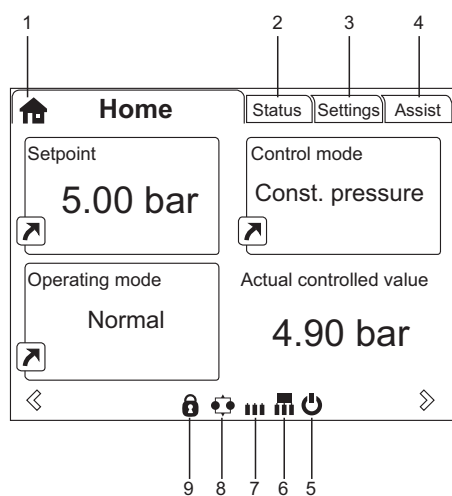 1 2 3 4
Home Status Settings Assist
Setpoint Control mode
5.00 bar Const. pressure
Operating mode Actual controlled value
Normal 4.90 bar
9 8 7 6 5